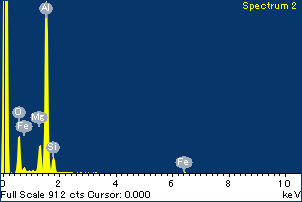 Spectrum 2
Al
O
Fe
Mg
Si
Fe
0 2 4 6 8 10
Full Scale 912 cts Cursor: 0.000 keV